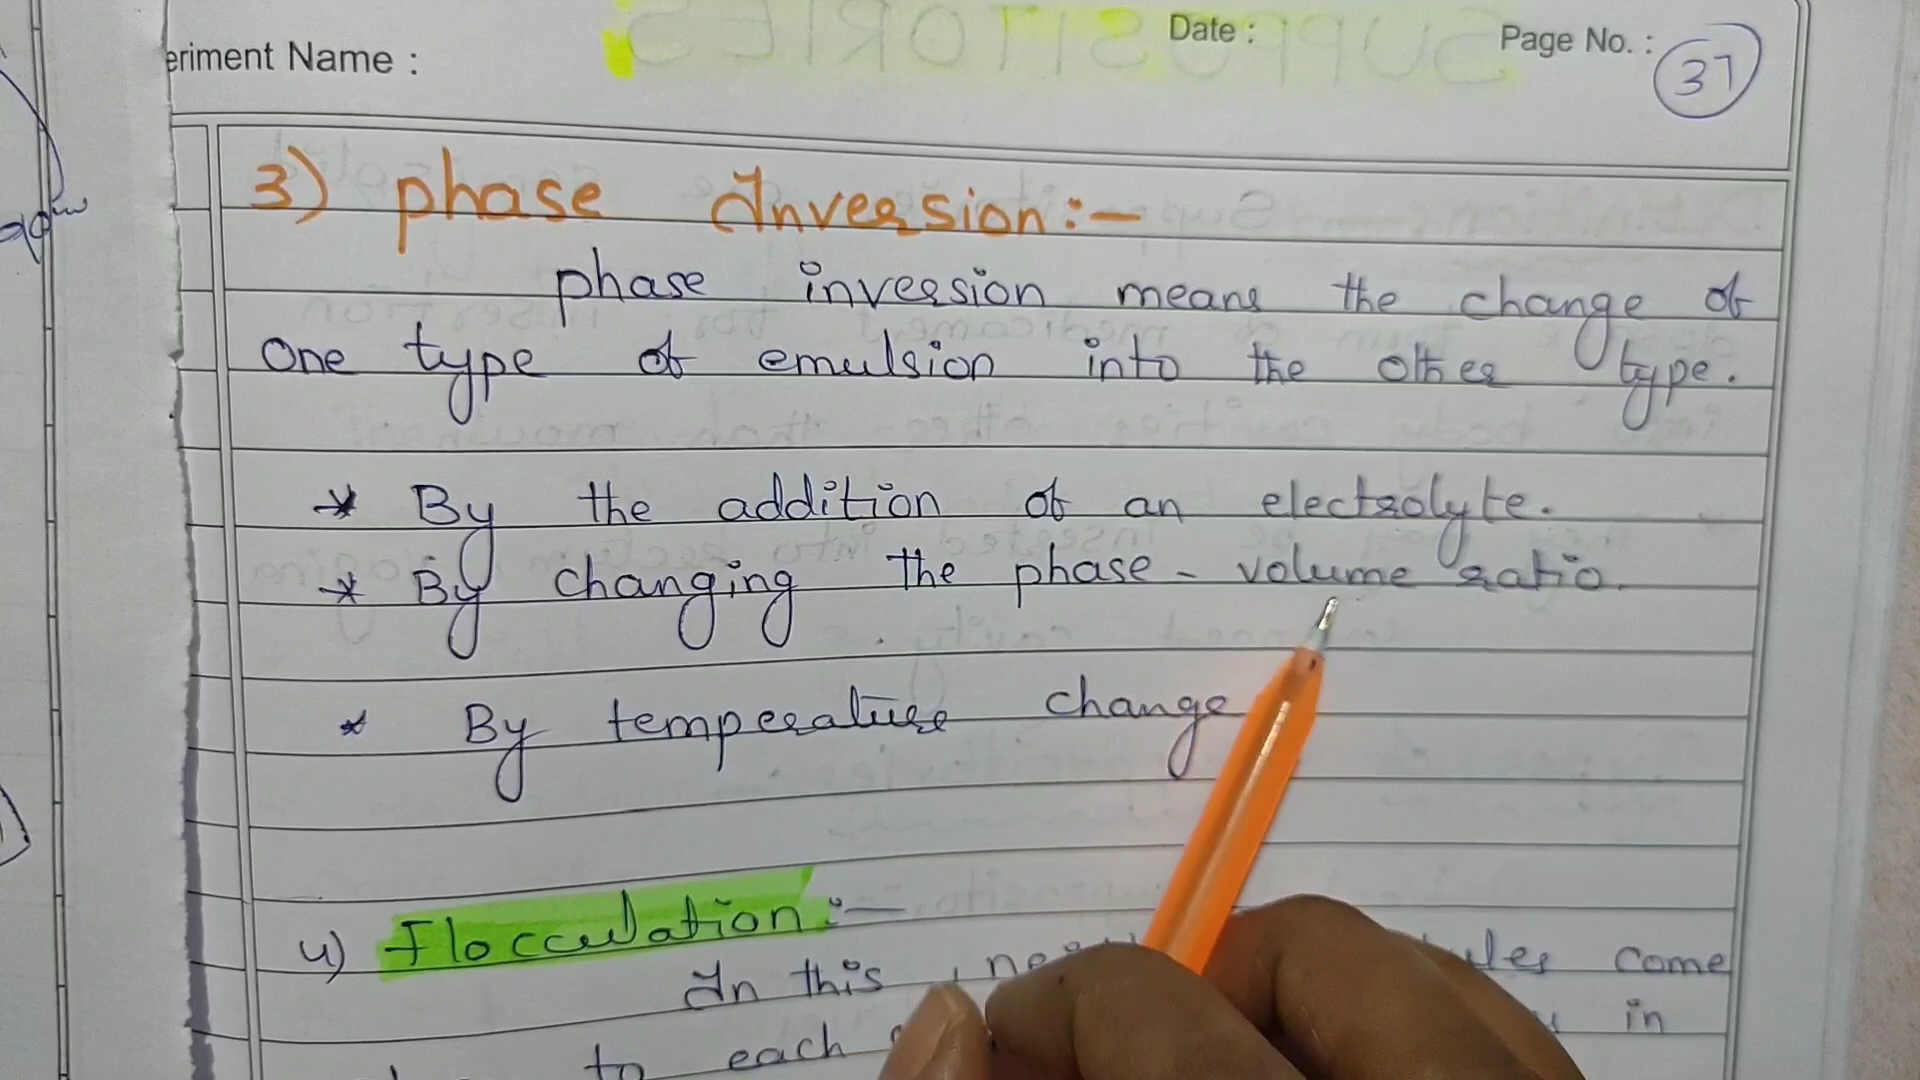 eriment Name :
Date :
Page No. :
37
3) phase Inversion:-
phase inversion means the change of
one type of emulsion into the other type.
* By the addition of an electrolyte.
* By changing the phase - volume ratio.
* By temperature change
4) Flocculation :-
In this, come
to each in